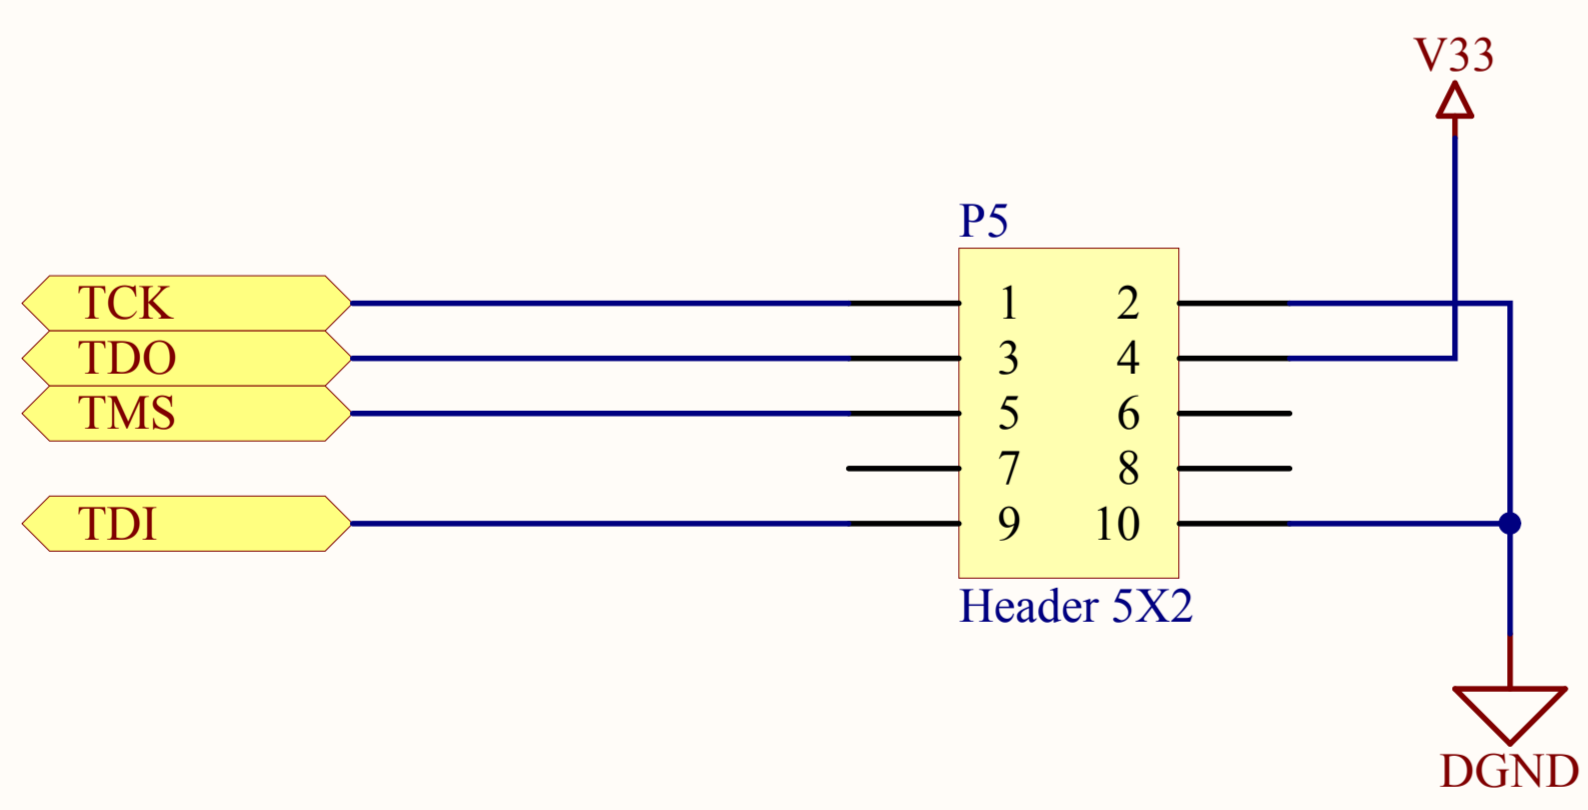 V33
P5
TCK 1 2
TDO 3 4
TMS 5 6
7 8
TDI 9 10
Header 5X2
DGND